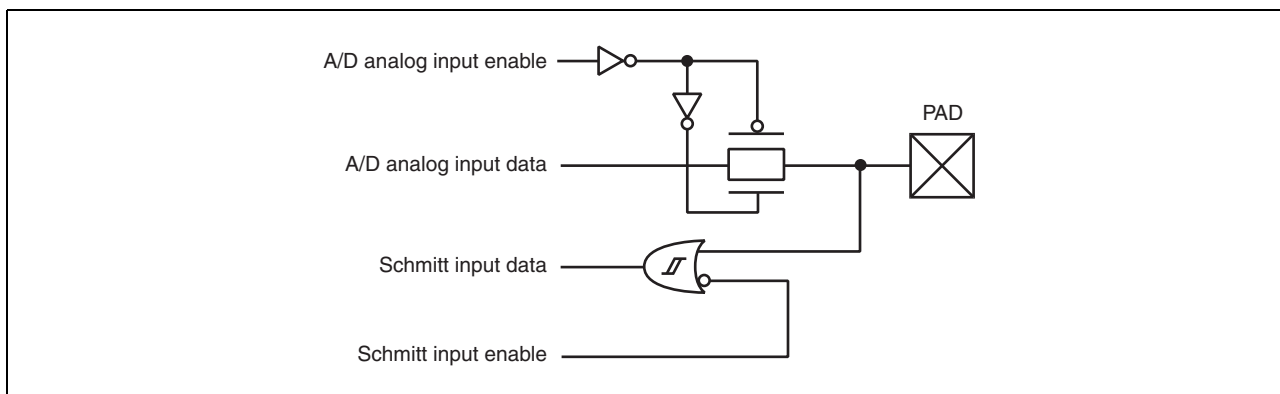 A/D analog input enable
PAD
A/D analog input data
Schmitt input data
Schmitt input enable